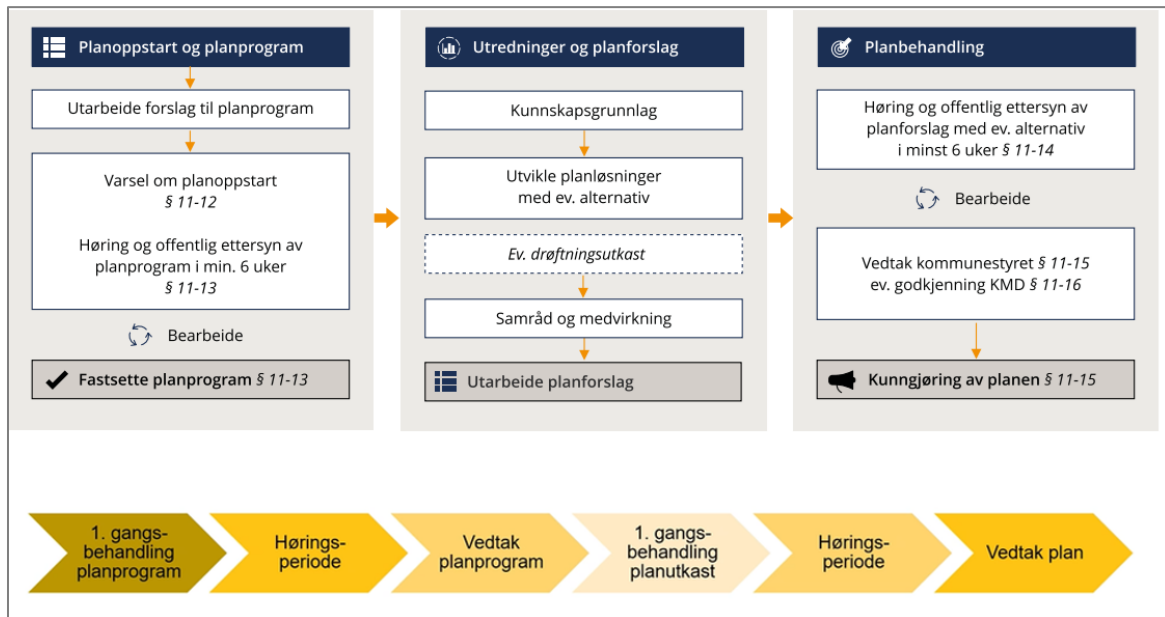 Planoppstart og planprogram
Utarbeide forslag til planprogram
Varsel om planoppstart
§ 11-12
Høring og offentlig ettersyn av
planprogram i min. 6 uker
§ 11-13
Bearbeide
Fastsette planprogram § 11-13
Utredninger og planforslag
Kunnskapsgrunnlag
Utvikle planløsninger
med ev. alternativ
Ev. drøftningsutkast
Samråd og medvirkning
Utarbeide planforslag
Planbehandling
Høring og offentlig ettersyn av
planforslag med ev. alternativ
i minst 6 uker § 11-14
Bearbeide
Vedtak kommunestyret § 11-15
ev. godkjenning KMD § 11-16
Kunngjøring av planen § 11-15
1. gangs-
behandling
planprogram
Hørings-
periode
Vedtak
planprogram
1. gangs-
behandling
planutkast
Hørings-
periode
Vedtak plan